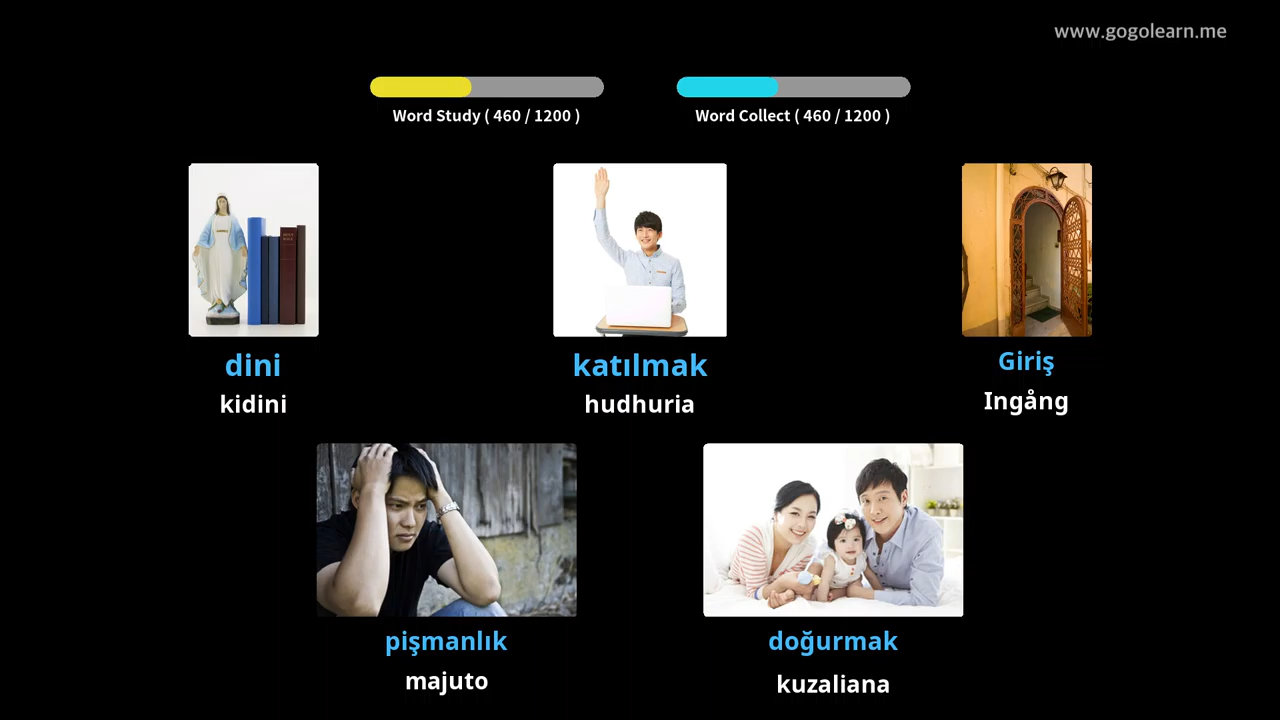 www.gogolearn.me
Word Study ( 460 / 1200 )
Word Collect ( 460 / 1200 )
dini
kidini
katılmak
hudhuria
Giriş
Ingång
pişmanlık
majuto
doğurmak
kuzaliana